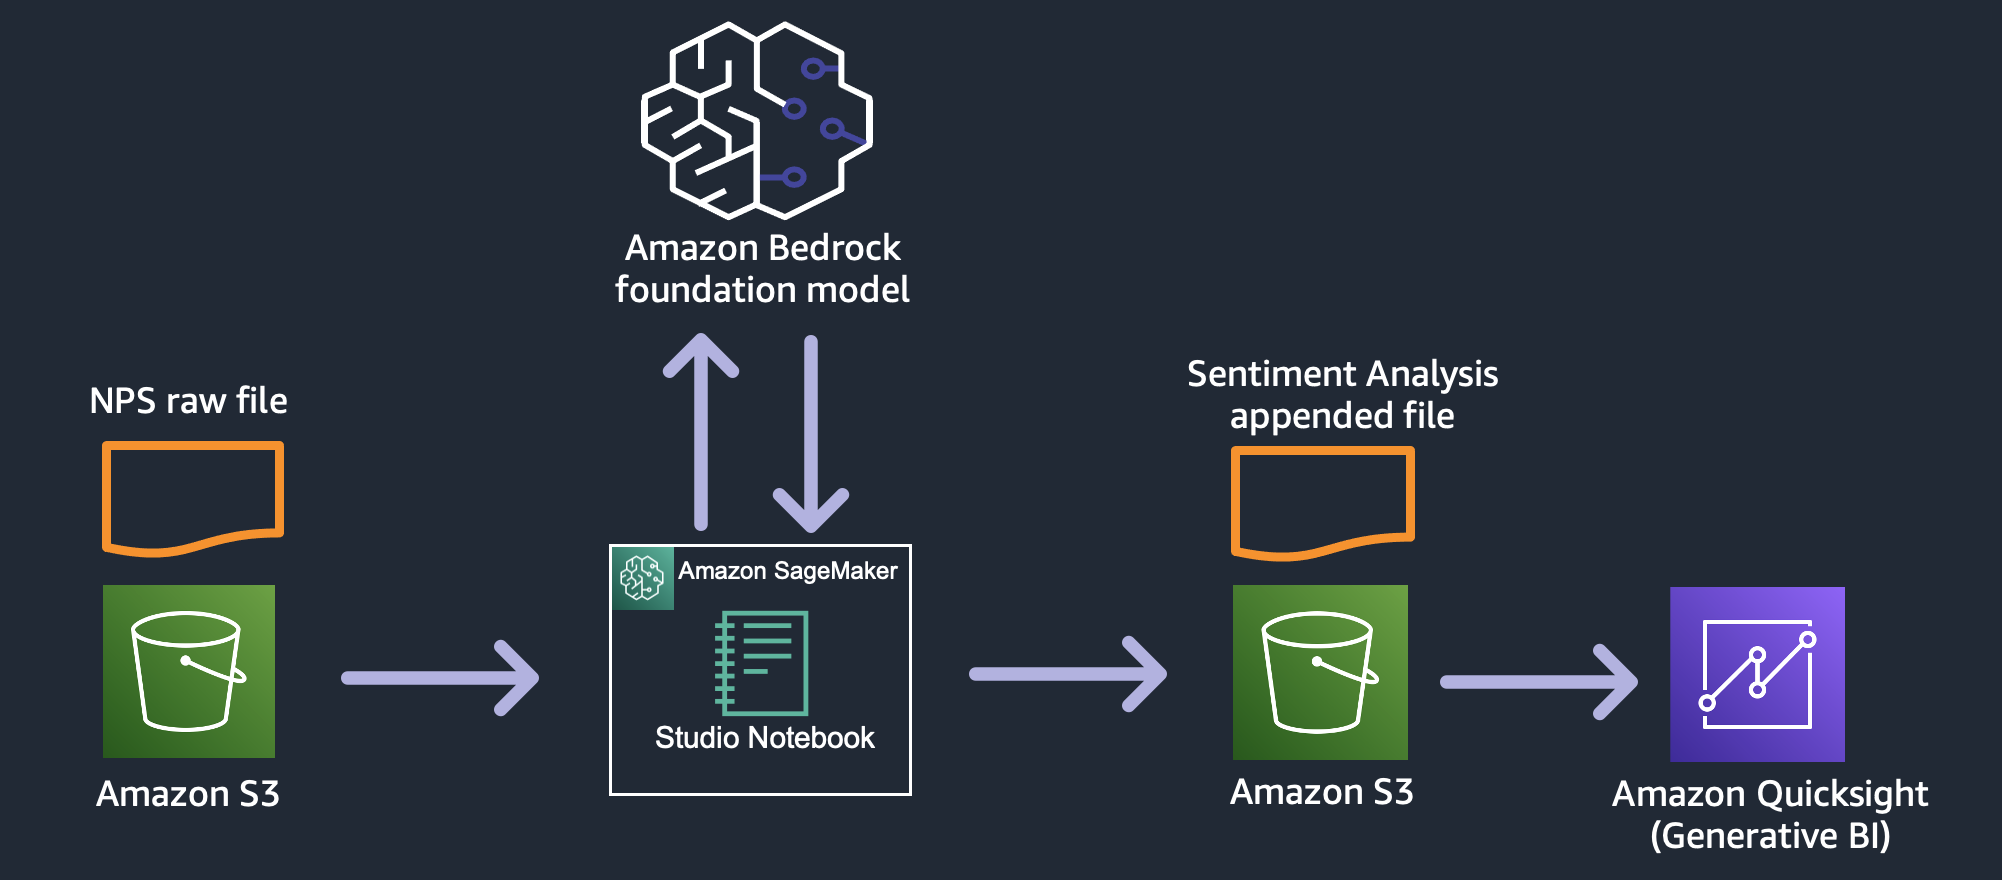 Amazon Bedrock
foundation model
NPS raw file
Amazon S3
Amazon SageMaker
Studio Notebook
Sentiment Analysis
appended file
Amazon S3
Amazon Quicksight
(Generative BI)